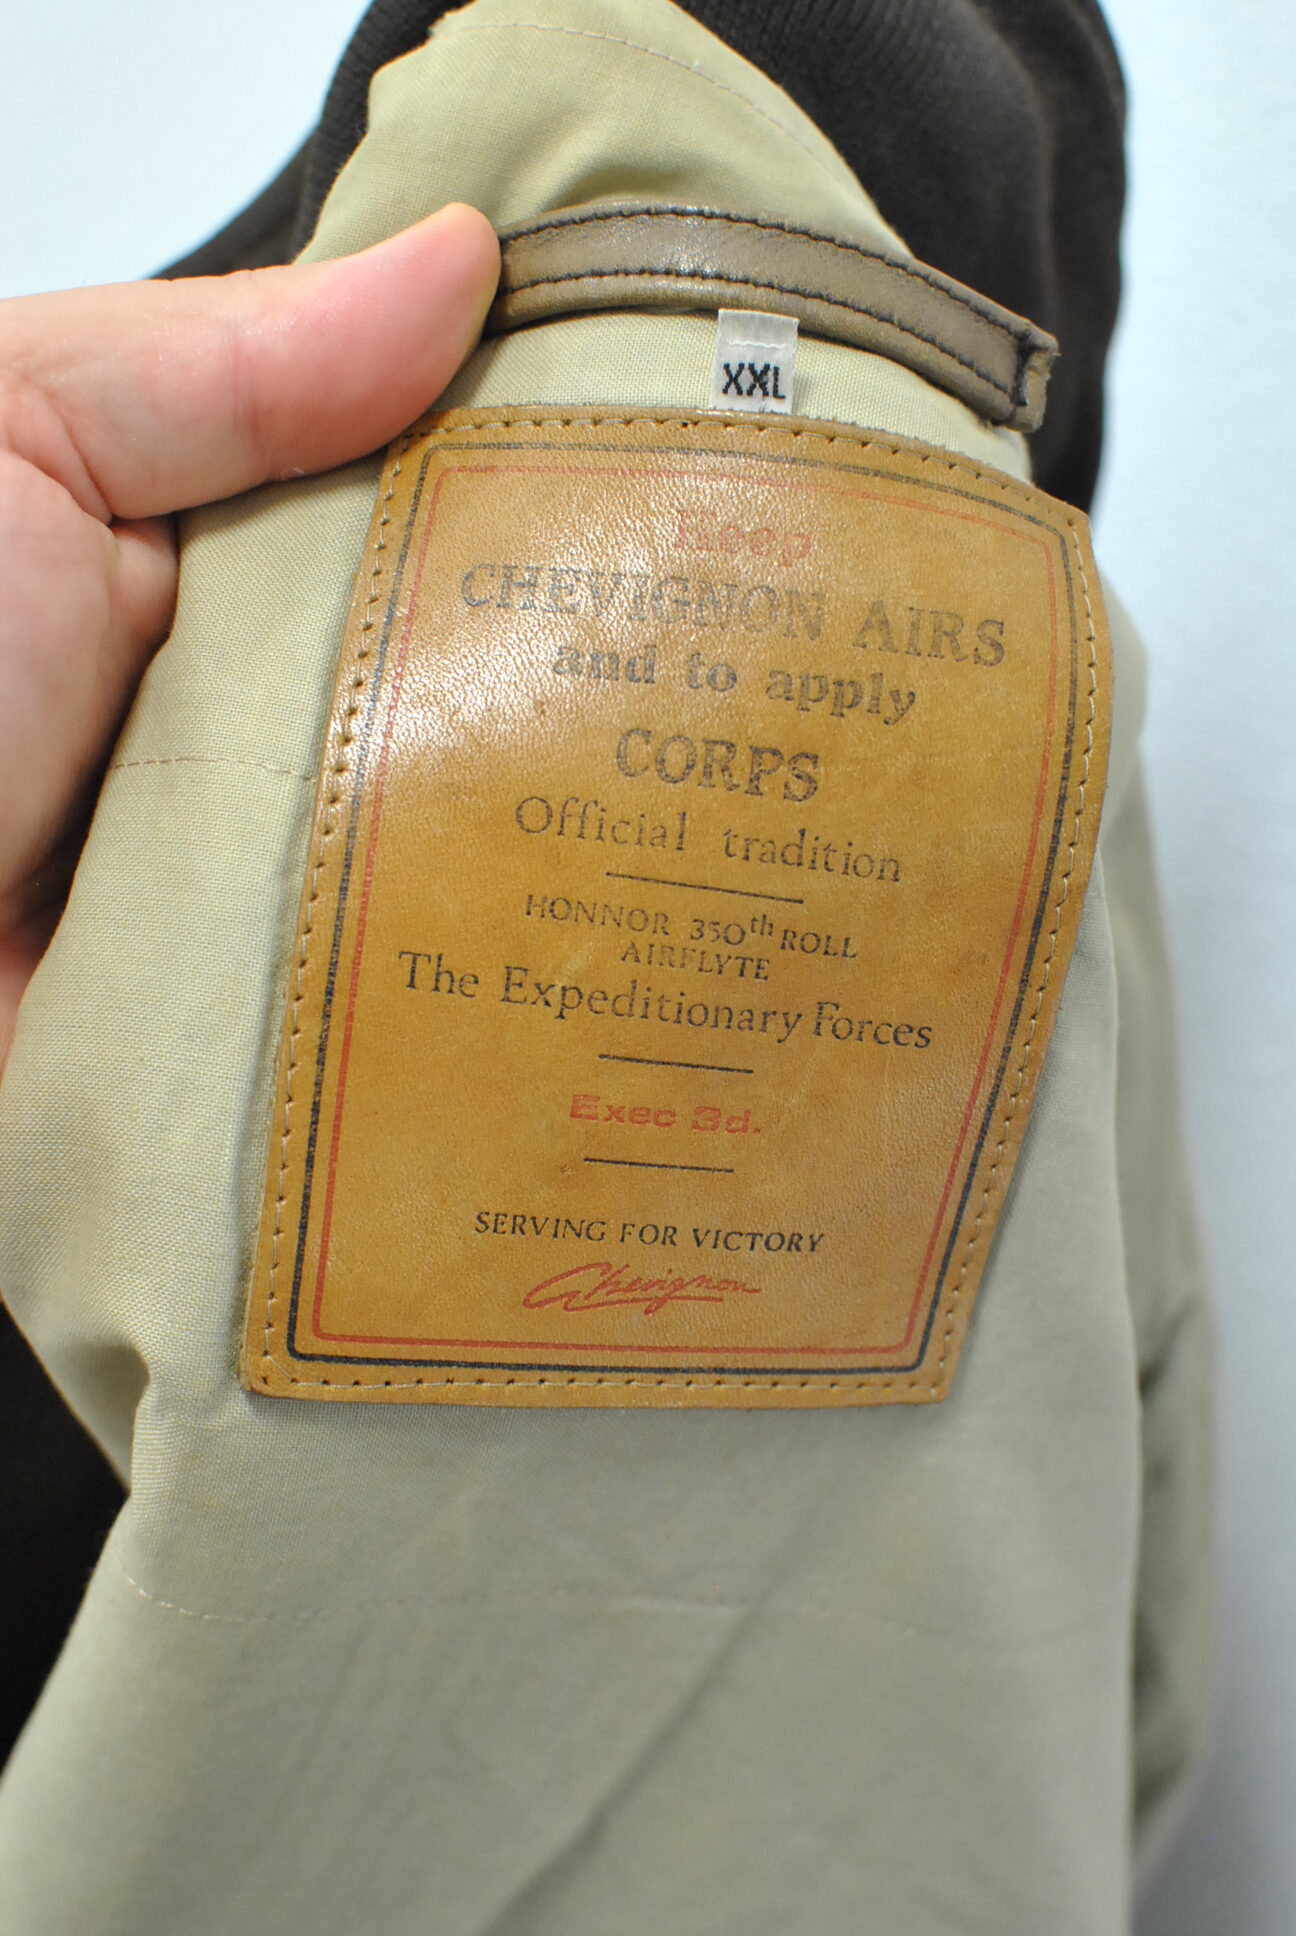 XXL
Keep
CHEVIGNON AIRS
and to apply
CORPS
Official tradition
HONNOR 350th ROLL
AIRFLYTE
The Expeditionary Forces
Exec 3d.
SERVING FOR VICTORY
Chevignon